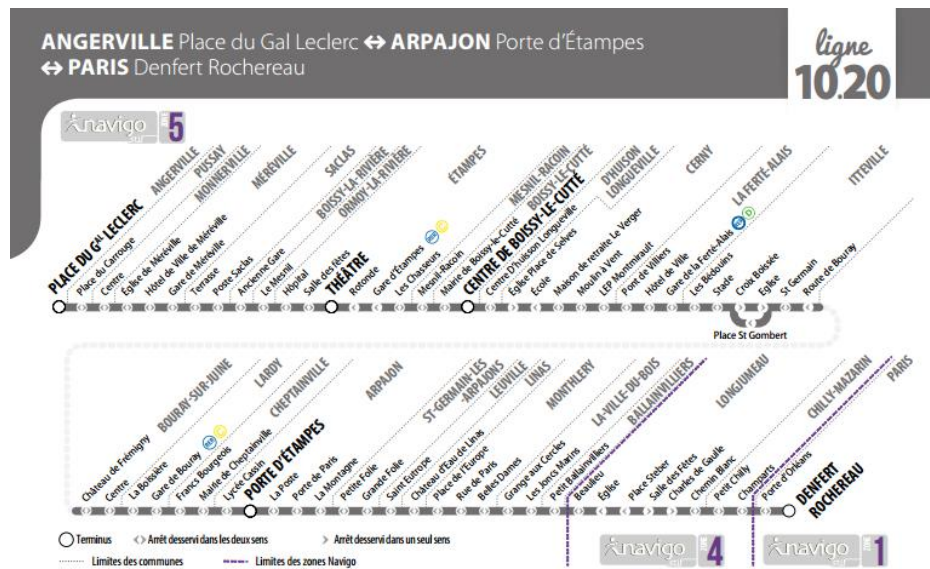 ANGERVILLE Place du Gal Leclerc ↔ ARPAJON Porte d'Étampes
↔ PARIS Denfert Rochereau
ligne
10.20
navigo
5
ANGERVILLE
PUSSAY
MONNERVILLE
MÉRÉVILLE
SACLAS
BOISSY-LA-RIVIÈRE
ORMOY-LA-RIVIÈRE
ÉTAMPES
MESNIL-RACOIN
BOISSY-LE-CUTTÉ
D'HUISON
LONGUEVILLE
CERNY
LA FERTÉ-ALAIS
ITTEVILLE
PLACE DU Gal LECLERC
Place du Carrouge
Centre
Église de Méréville
Hôtel de Ville de Méréville
Gare de Méréville
Terrasse
Poste Saclas
Ancienne Gare
Le Mesnil
Hôpital
Salle des fêtes
THÉÂTRE
Rotonde
Gare d'Étampes
RER
C
Les Chasseurs
Mesnil-Racoin
Mairie de Boissy-le-Cutté
CENTRE DE BOISSY-LE-CUTTÉ
Centre D'huison Longueville
Église Place de Selves
École
Maison de retraite Le Verger
Moulin à Vent
LEP Montmirault
Pont de Villiers
Hôtel de Ville
Gare de la Ferté-Alais
RER
D
Les Bédouins
Stade
Croix Boissée
Eglise
St Germain
Route de Bouray
Place St Gombert
BOURAY-SUR-JUINE
LARDY
CHEPTAINVILLE
ARPAJON
ST-GERMAIN-LES
-ARPAJONS
LEUVILLE
LINAS
MONTHLERY
LA-VILLE-DU-BOIS
BALLAINVILLIERS
LONGJUMEAU
CHILLY-MAZARIN
PARIS
Château de Frémigny
Centre
La Boissière
Gare de Bouray
RER
C
Francs Bourgeois
Mairie de Cheptainville
Lycée Cassin
PORTE D'ÉTAMPES
La Poste
Porte de Paris
La Montagne
Petite Folie
Grande Folie
Saint Eutrope
Château d'Eau de Linas
Place de l'Europe
Rue de Paris
Belles Dames
Grange aux Cercles
Les Joncs Marins
Petit Ballainvilliers
Beaulieu
Église
Place Steber
Salle des Fêtes
Charles de Gaulle
Chemin Blanc
Petit Chilly
Champarts
Porte d'Orléans
DENFERT
ROCHEREAU
Terminus
Arrêt desservi dans les deux sens
Arrêt desservi dans un seul sens
Limites des communes
Limites des zones Navigo
navigo
ZONE
4
navigo
ZONE
1